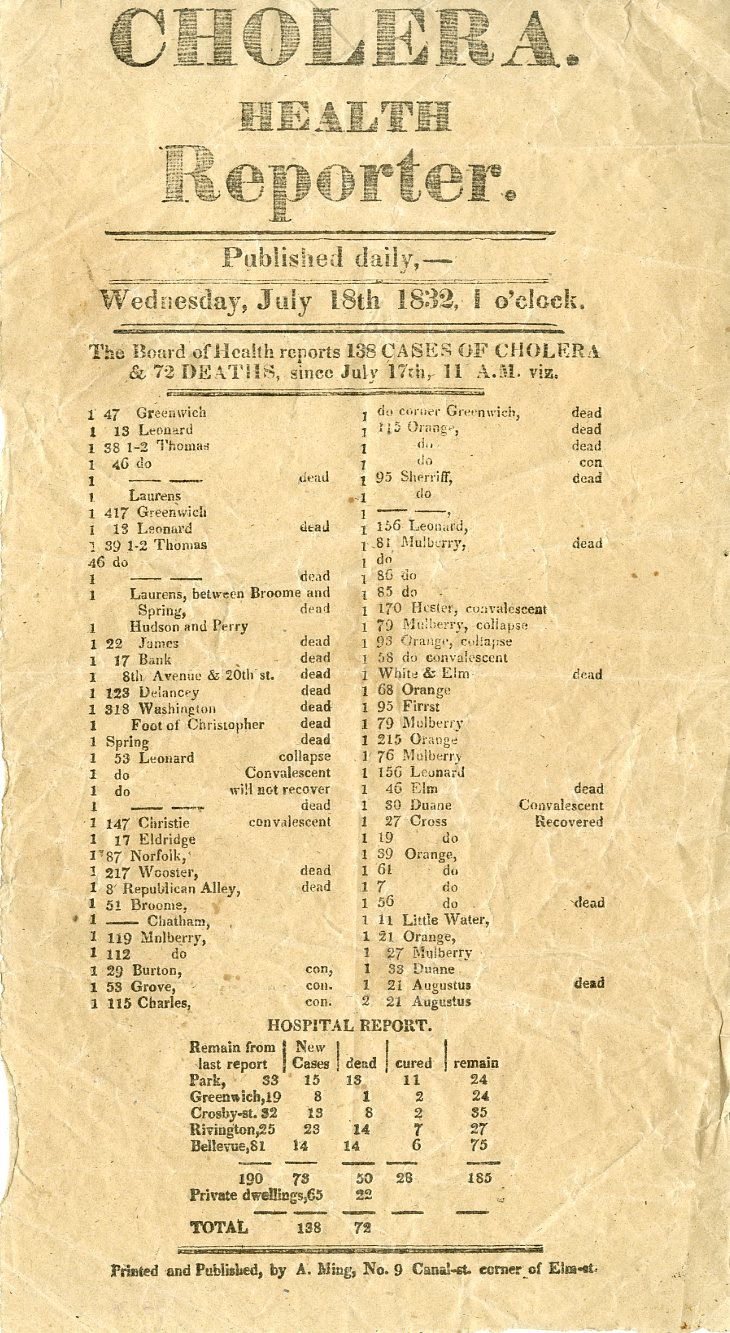 CHOLERA.
HEALTH
Reporter.
Published daily,—
Wednesday, July 18th 1832, 1 o'clock.
The Board of Health reports 138 CASES OF CHOLERA
& 72 DEATHS, since July 17th, 11 A.M. viz.
1 47 Greenwich
1 13 Leonard
1 38 1-2 Thomas
1 46 do
1 —— —— dead
1 Laurens
1 417 Greenwich
1 13 Leonard dead
1 39 1-2 Thomas
46 do
1 —— —— dead
1 Laurens, between Broome and
Spring, dead
1 Hudson and Perry
1 22 James dead
1 17 Bank dead
1 8th Avenue & 20th st. dead
1 123 Delancey dead
1 318 Washington dead
1 Foot of Christopher dead
1 Spring dead
1 53 Leonard collapse
1 do Convalescent
1 do will not recover
1 —— —— dead
1 147 Christie convalescent
1 17 Eldridge
1 87 Norfolk,
1 217 Wooster, dead
1 8 Republican Alley, dead
1 51 Broome,
1 —— Chatham,
1 119 Mnlberry,
1 112 do
1 29 Burton, con,
1 53 Grove, con.
1 115 Charles, con.
1 do corner Greenwich, dead
1 115 Orange, dead
1 do dead
1 do con
1 95 Sherriff, dead
1 do
1 —— ——,
1 156 Leonard,
1 81 Mulberry, dead
1 do
1 86 do
1 85 do
1 170 Hester, convalescent
1 79 Mulberry, collapse
1 93 Orange, collapse
1 58 do convalescent
1 White & Elm dead
1 68 Orange
1 95 Firrst
1 79 Mulberry
1 215 Orange
1 76 Mulberry
1 156 Leonard
1 46 Elm dead
1 80 Duane Convalescent
1 27 Cross Recovered
1 19 do
1 39 Orange,
1 61 do
1 7 do
1 56 do dead
1 11 Little Water,
1 21 Orange,
1 27 Mulberry
1 33 Duane
1 21 Augustus dead
2 21 Augustus
HOSPITAL REPORT.
Remain from | New
last report | Cases | dead | cured | remain
Park, 33 15 13 11 24
Greenwich,19 8 1 2 24
Crosby-st. 32 13 8 2 35
Rivington,25 23 14 7 27
Bellevue,81 14 14 6 75
190 73 50 28 185
Private dwellings,65 22
TOTAL 138 72
Printed and Published, by A. Ming, No. 9 Canal-st. corner of Elm-st.